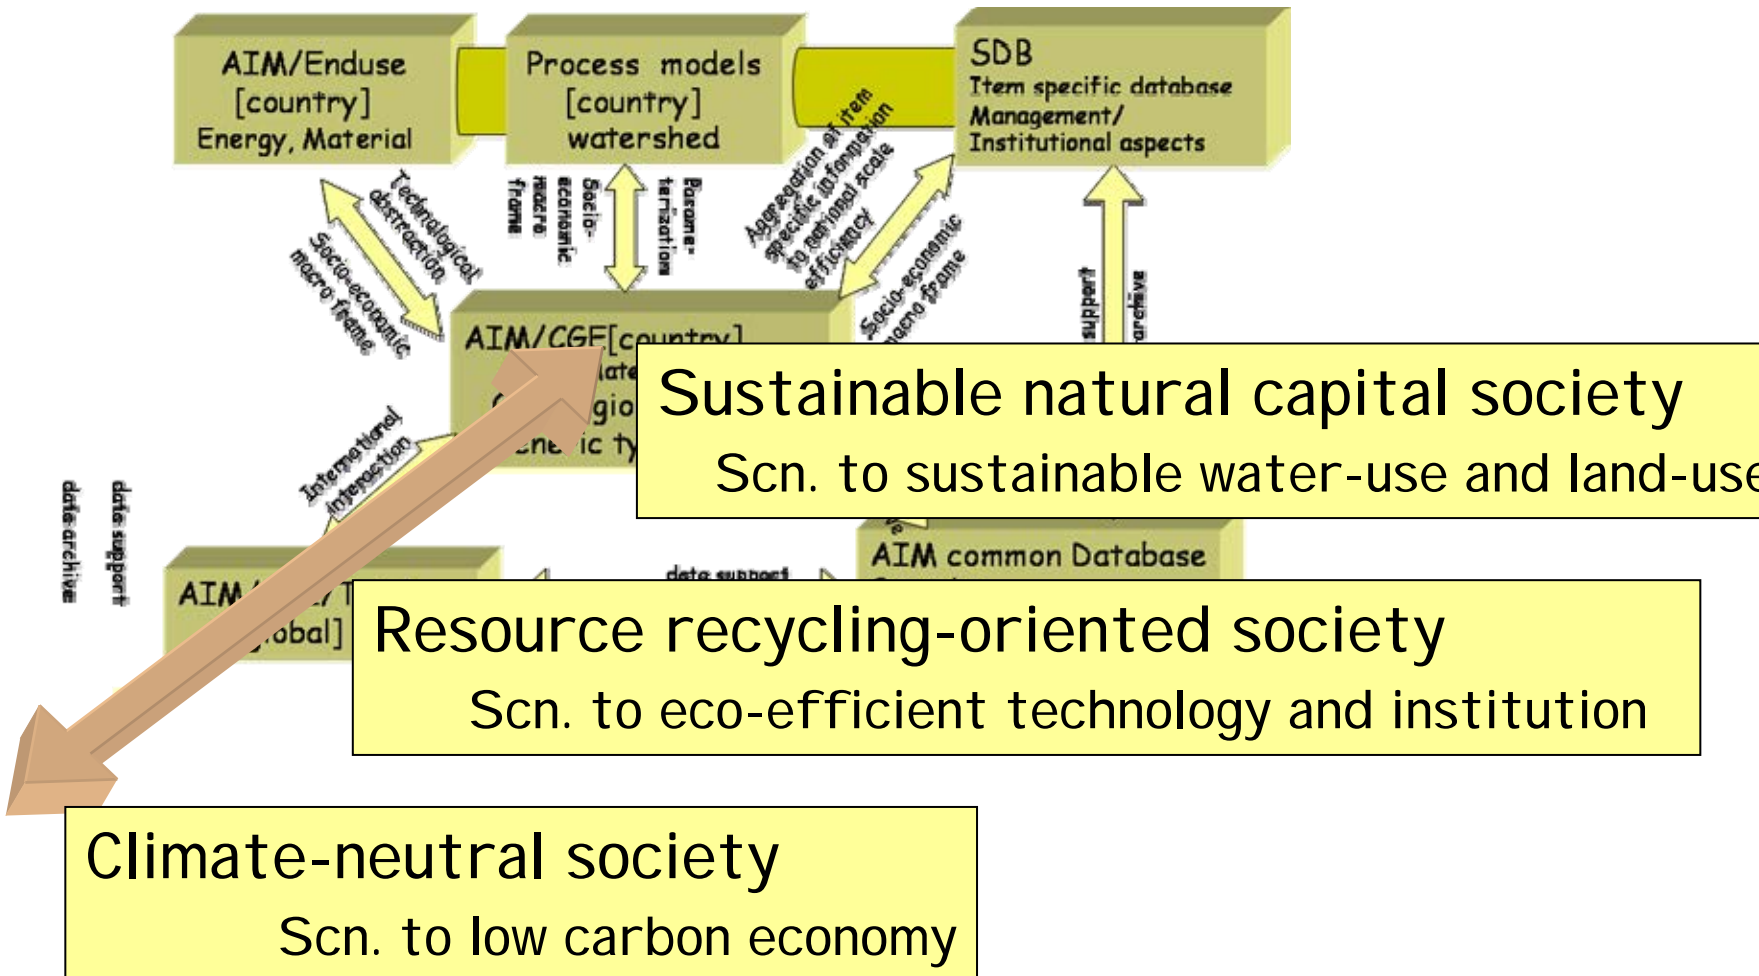 AIM/Enduse
[country]
Energy, Material
Process models
[country]
watershed
SDB
Item specific database
Management/
Institutional aspects
Technological
abstraction
Socio-economic
macro frame
Socio-
economic
macro
frame
Parame-
terization
Aggregation of item
specific information
to national scale
efficiency
Socio-economic
macro frame
support
archive
AIM/CGE[country]
International
interaction
data support
data archive
Sustainable natural capital society
Scn. to sustainable water-use and land-use
AIM common Database
data support
AIM/
Resource recycling-oriented society
Scn. to eco-efficient technology and institution
Climate-neutral society
Scn. to low carbon economy